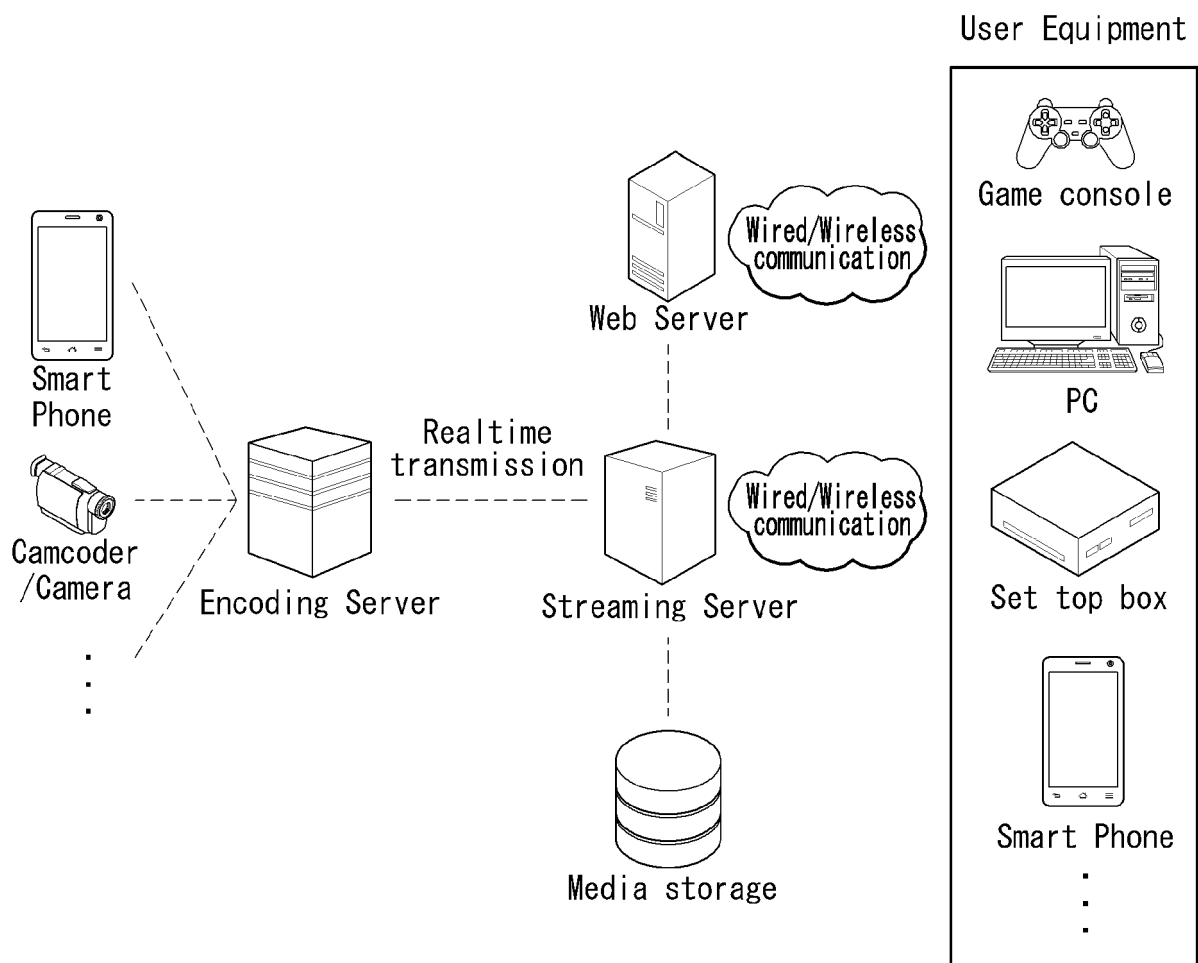 User Equipment
Game console
Wired/Wireless
communication
Web Server
Smart
Phone
PC
Realtime
transmission
Wired/Wireless
communication
Camcoder
/Camera
Encoding Server
Streaming Server
Set top box
Smart Phone
Media storage